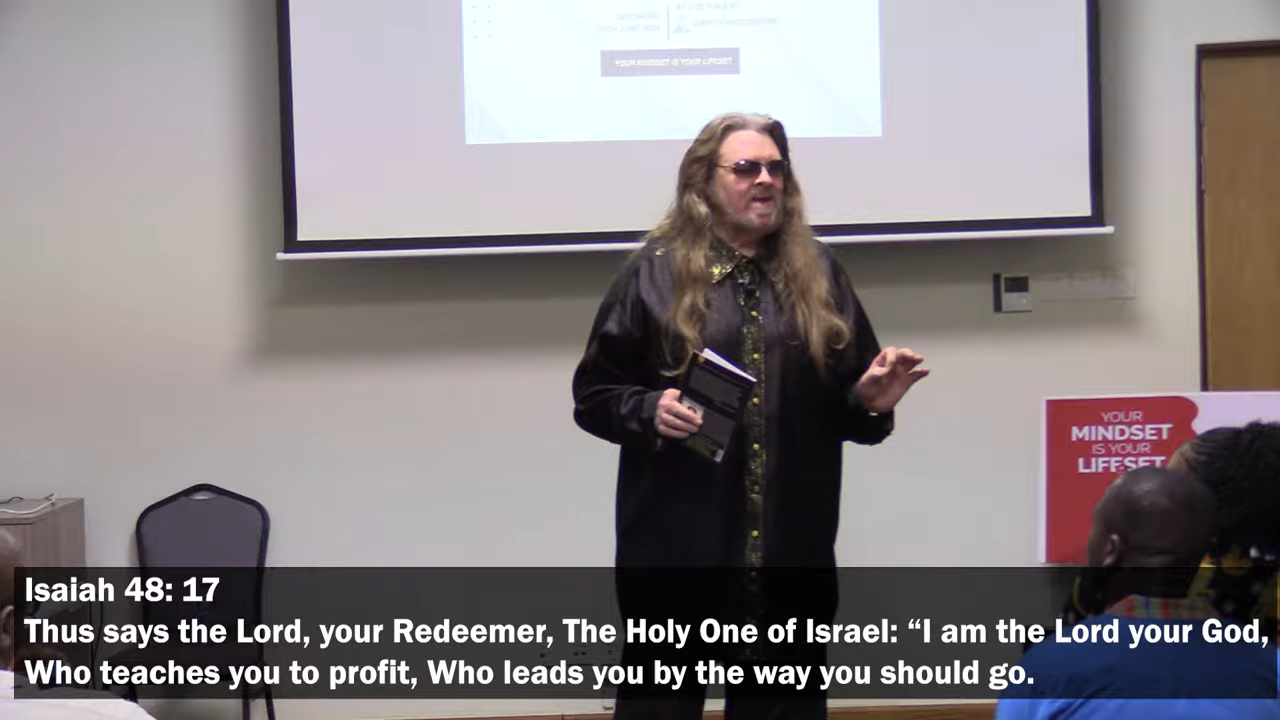 YOUR MINDSET IS YOUR LIFESET
YOUR
MINDSET
IS YOUR
LIFESET
Isaiah 48: 17
Thus says the Lord, your Redeemer, The Holy One of Israel: “I am the Lord your God,
Who teaches you to profit, Who leads you by the way you should go.